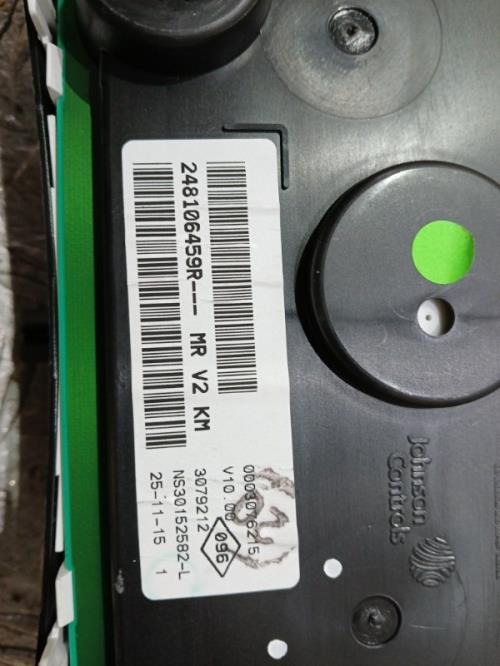 248106459R--- MR V2 KM
0003076215
V10.00
3079212
096
NS30152582-L
25-11-15 1
Johnson
Controls